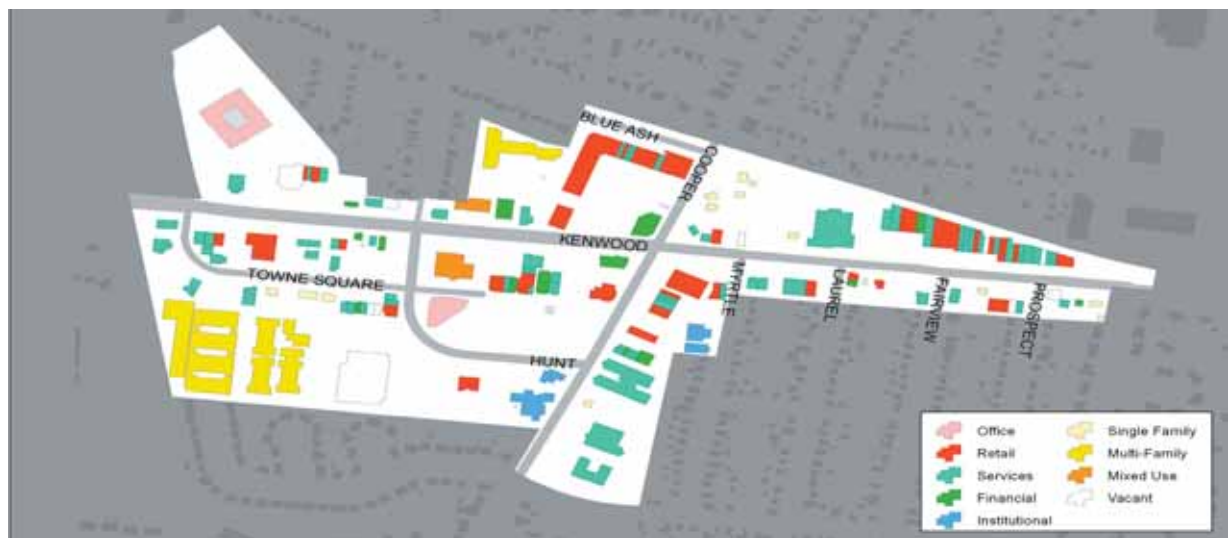 BLUE ASH
COOPER
KENWOOD
TOWNE SQUARE
MYRTLE
LAUREL
FAIRVIEW
PROSPECT
HUNT
Office
Retail
Services
Financial
Institutional
Single Family
Multi-Family
Mixed Use
Vacant